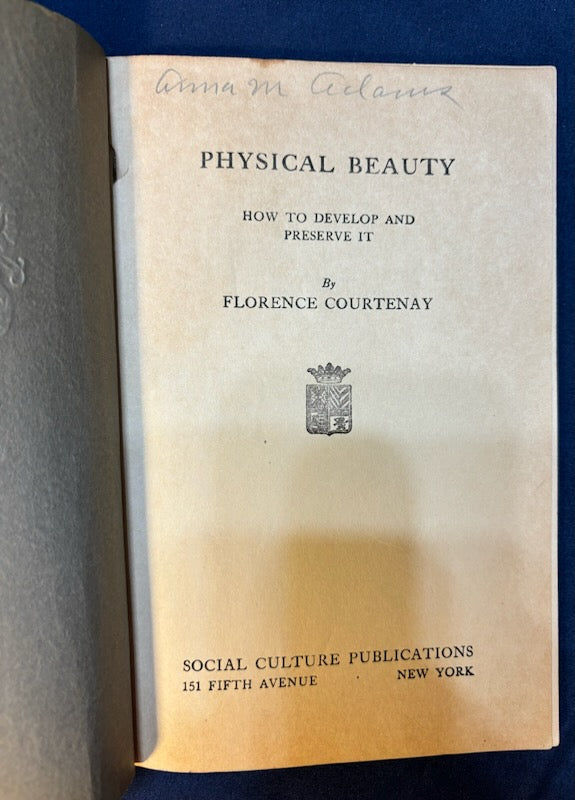 Anna M Adams
PHYSICAL BEAUTY
HOW TO DEVELOP AND
PRESERVE IT
By
FLORENCE COURTENAY
SOCIAL CULTURE PUBLICATIONS
151 FIFTH AVENUE · NEW YORK